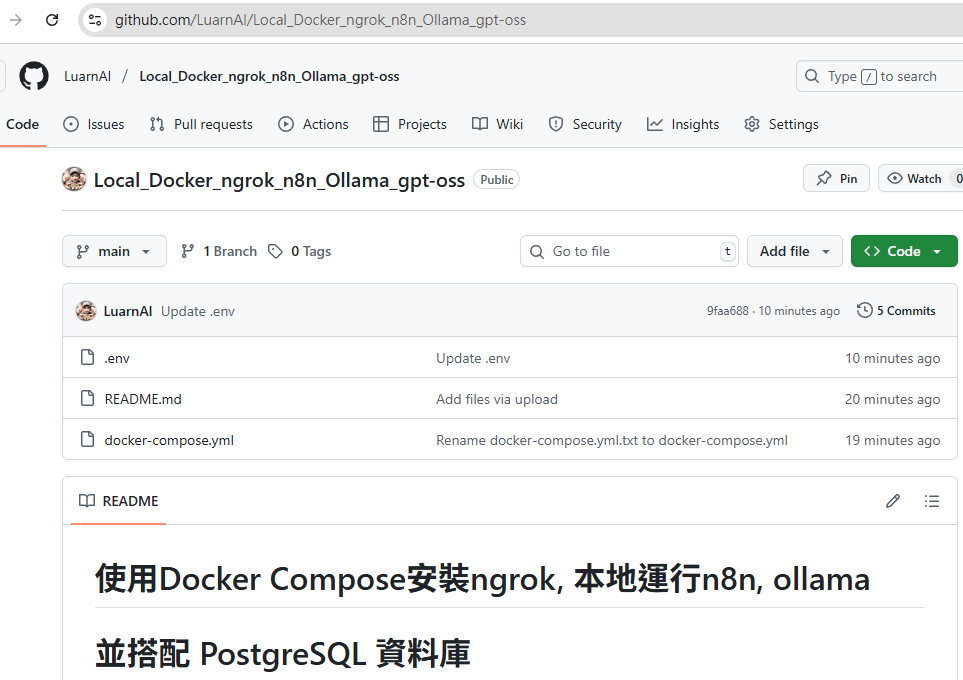 github.com/LuarnAI/Local_Docker_ngrok_n8n_Ollama_gpt-oss
LuarnAI / Local_Docker_ngrok_n8n_Ollama_gpt-oss
Type / to search
Code Issues Pull requests Actions Projects Wiki Security Insights Settings
Local_Docker_ngrok_n8n_Ollama_gpt-oss Public Pin Watch 0
main 1 Branch 0 Tags Go to file t Add file Code
LuarnAI Update .env 9faa688 · 10 minutes ago 5 Commits
.env Update .env 10 minutes ago
README.md Add files via upload 20 minutes ago
docker-compose.yml Rename docker-compose.yml.txt to docker-compose.yml 19 minutes ago
README
使用Docker Compose安裝ngrok, 本地運行n8n, ollama
並搭配 PostgreSQL 資料庫